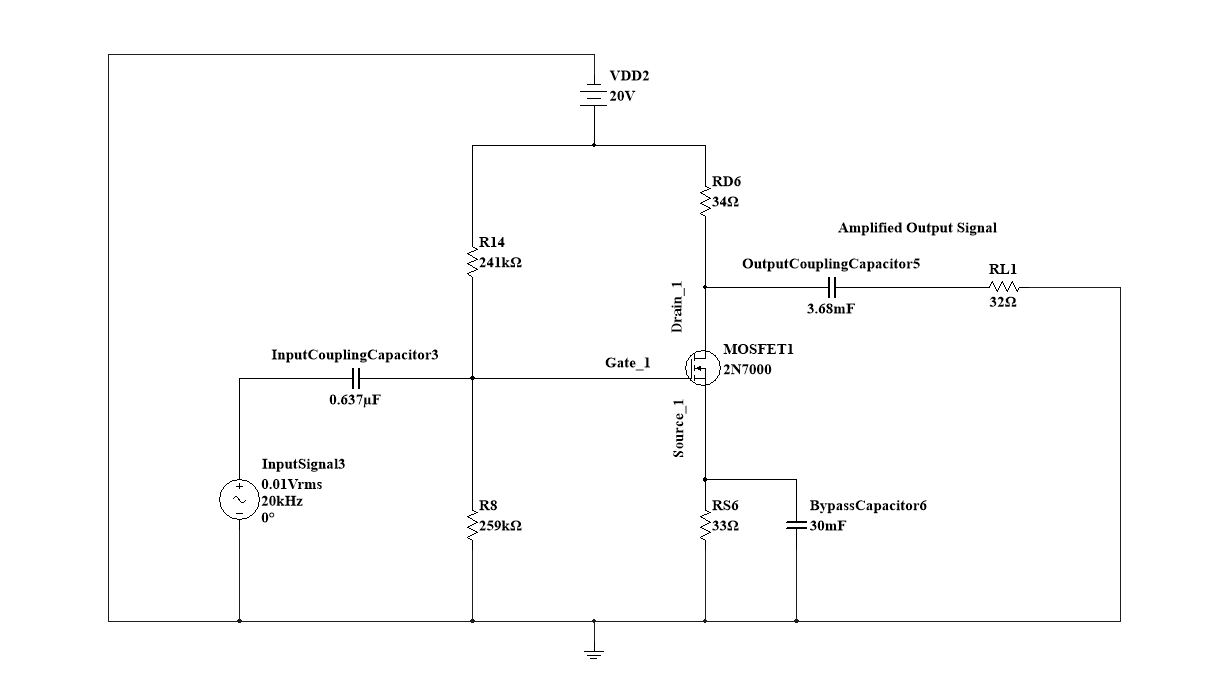 VDD2
20V
RD6
34Ω
Amplified Output Signal
R14
241kΩ
OutputCouplingCapacitor5
RL1
3.68mF
32Ω
Drain_1
InputCouplingCapacitor3
0.637µF
Gate_1
MOSFET1
2N7000
Source_1
InputSignal3
0.01Vrms
20kHz
0°
R8
259kΩ
RS6
33Ω
BypassCapacitor6
30mF